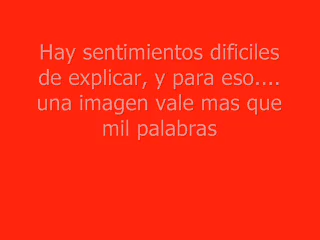 Hay sentimientos dificiles
de explicar, y para eso....
una imagen vale mas que
mil palabras